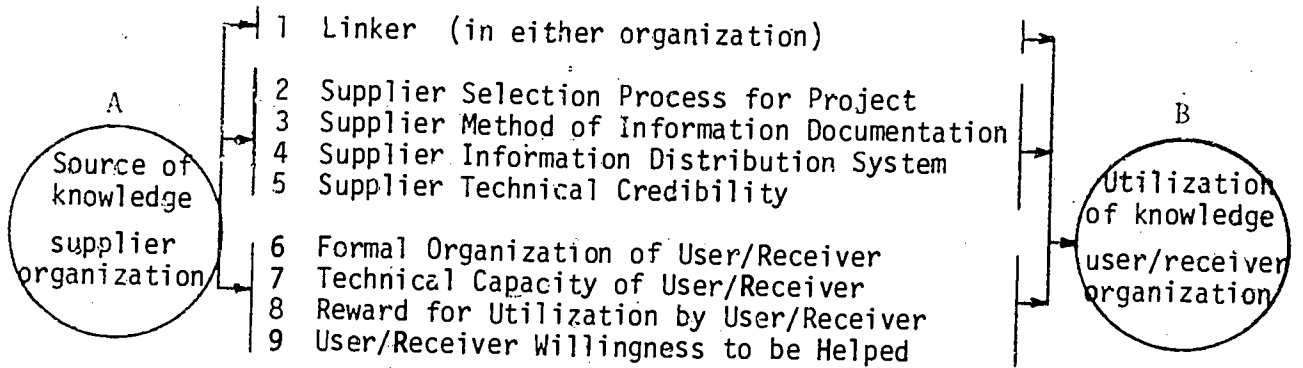 A
Source of
knowledge
supplier
organization
1 Linker (in either organization)
2 Supplier Selection Process for Project
3 Supplier Method of Information Documentation
4 Supplier Information Distribution System
5 Supplier Technical Credibility
6 Formal Organization of User/Receiver
7 Technical Capacity of User/Receiver
8 Reward for Utilization by User/Receiver
9 User/Receiver Willingness to be Helped
B
Utilization
of knowledge
user/receiver
organization